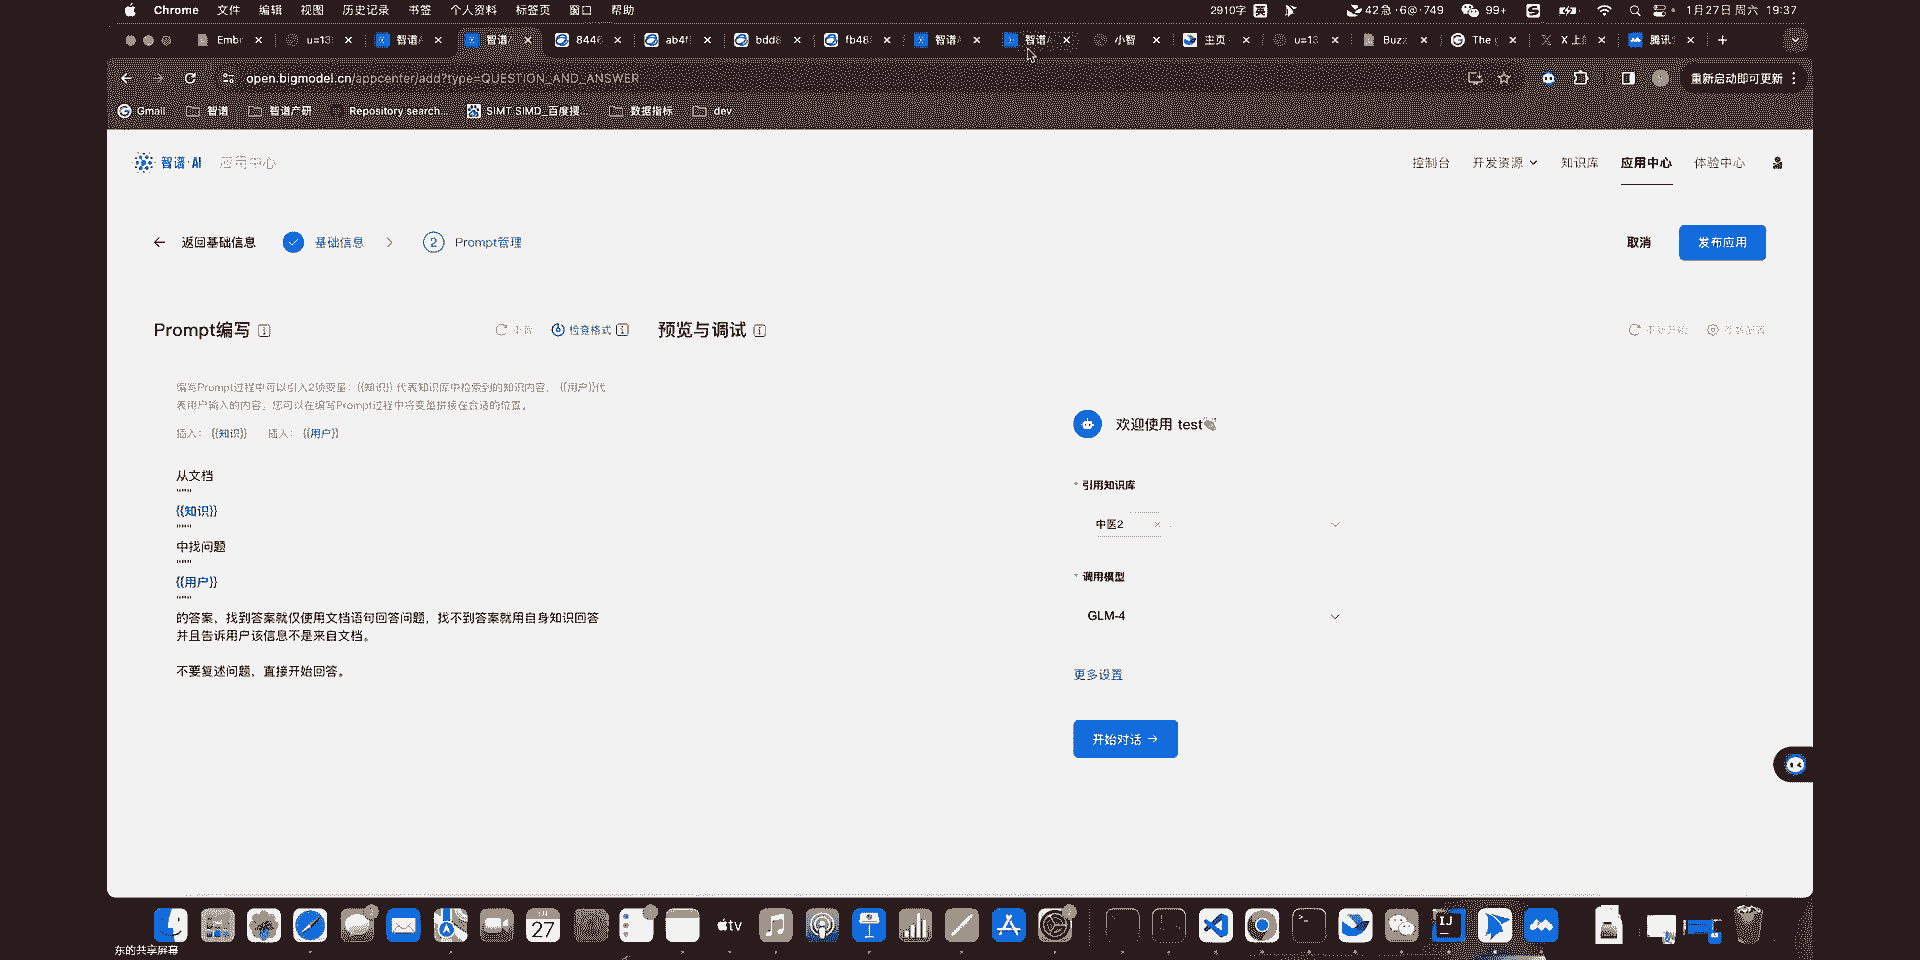 Chrome 文件 编辑 视图 历史记录 书签 个人资料 标签页 窗口 帮助
2910字 英 42急·6@·749 99+ 1月27日 周六 19:37
Embr u=13 智谱A 智谱A 8446 ab4f bdd8 fb48 智谱A 智谱A 小智 主页 u=13 Buzz The X 上 腾讯
open.bigmodel.cn/appcenter/add?type=QUESTION_AND_ANSWER
重新启动即可更新
Gmail 智谱 智谱产研 Repository search... SIMT SIMD_百度搜... 数据指标 dev
智谱·AI 应用中心
控制台 开发资源 知识库 应用中心 体验中心
返回基础信息 基础信息 2 Prompt管理
取消 发布应用
Prompt编写 重置 检查格式 预览与调试
重新开始
编写Prompt过程中可以引入2项变量：{{知识}} 代表知识库中检索到的知识内容， {{用户}}代
表用户输入的内容。您可以在编写Prompt过程中将变量拼接在合适的位置。
插入： {{知识}} 插入： {{用户}}
从文档
"""
{{知识}}
"""
中找问题
"""
{{用户}}
"""
的答案，找到答案就仅使用文档语句回答问题，找不到答案就用自身知识回答
并且告诉用户该信息不是来自文档。
不要复述问题，直接开始回答。
欢迎使用 test👏
* 引用知识库
中医2
* 调用模型
GLM-4
更多设置
开始对话 →
27
tv
IJ
东的共享屏幕